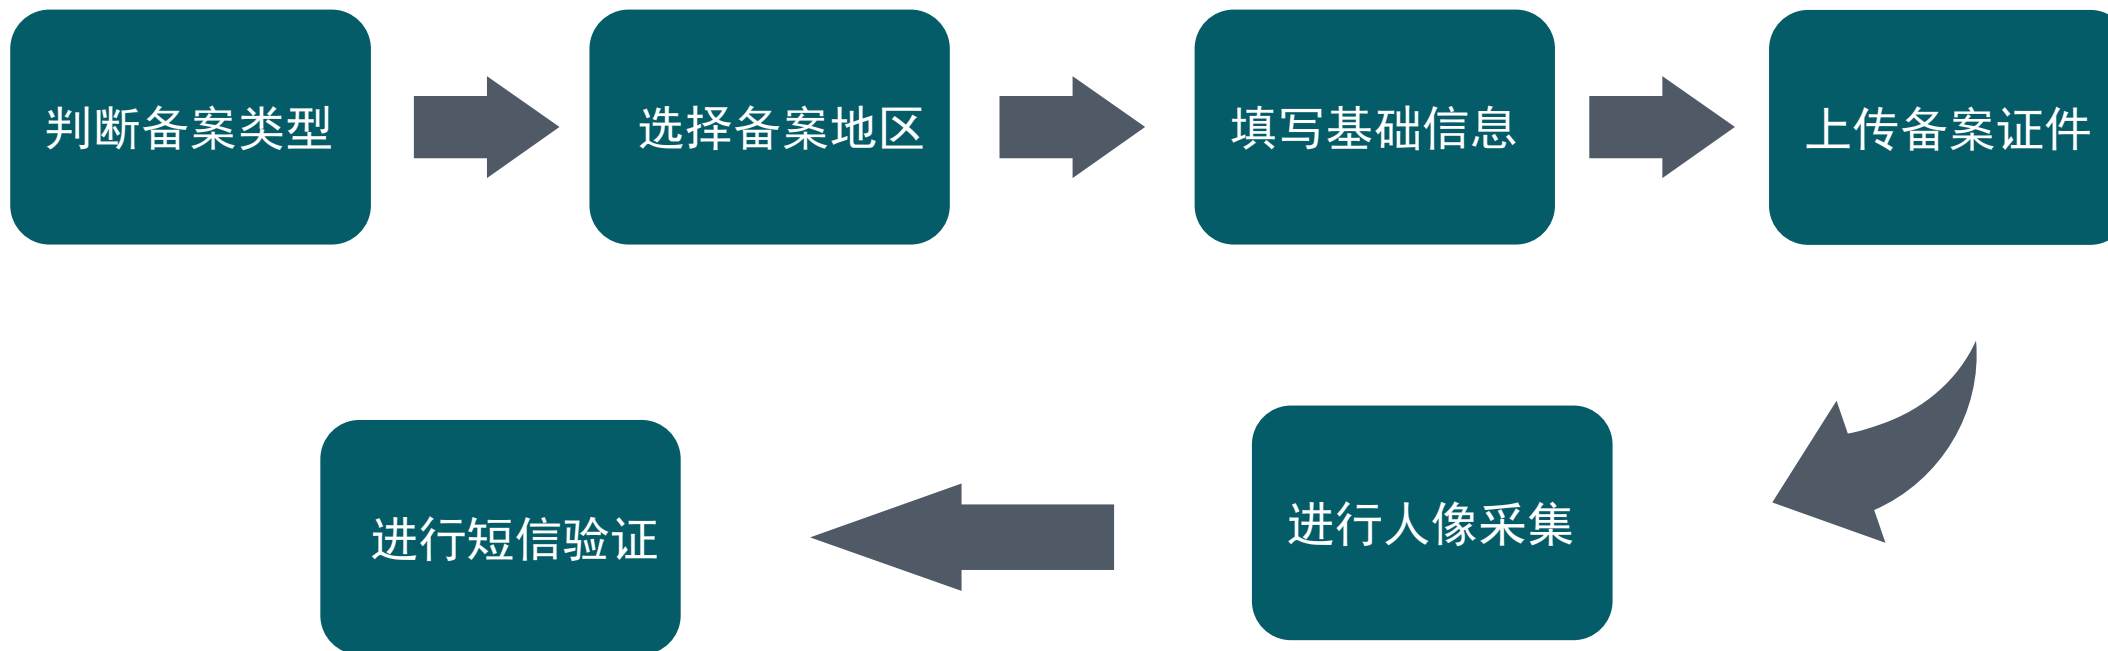 判断备案类型
选择备案地区
填写基础信息
上传备案证件
进行人像采集
进行短信验证